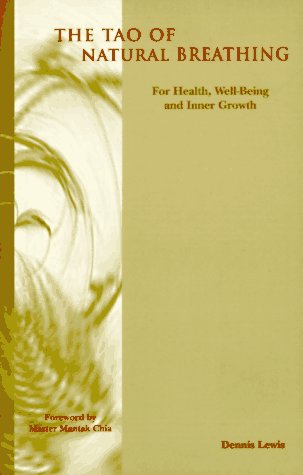 THE TAO OF
NATURAL BREATHING
For Health, Well-Being
and Inner Growth
Foreword by
Master Mantak Chia
Dennis Lewis